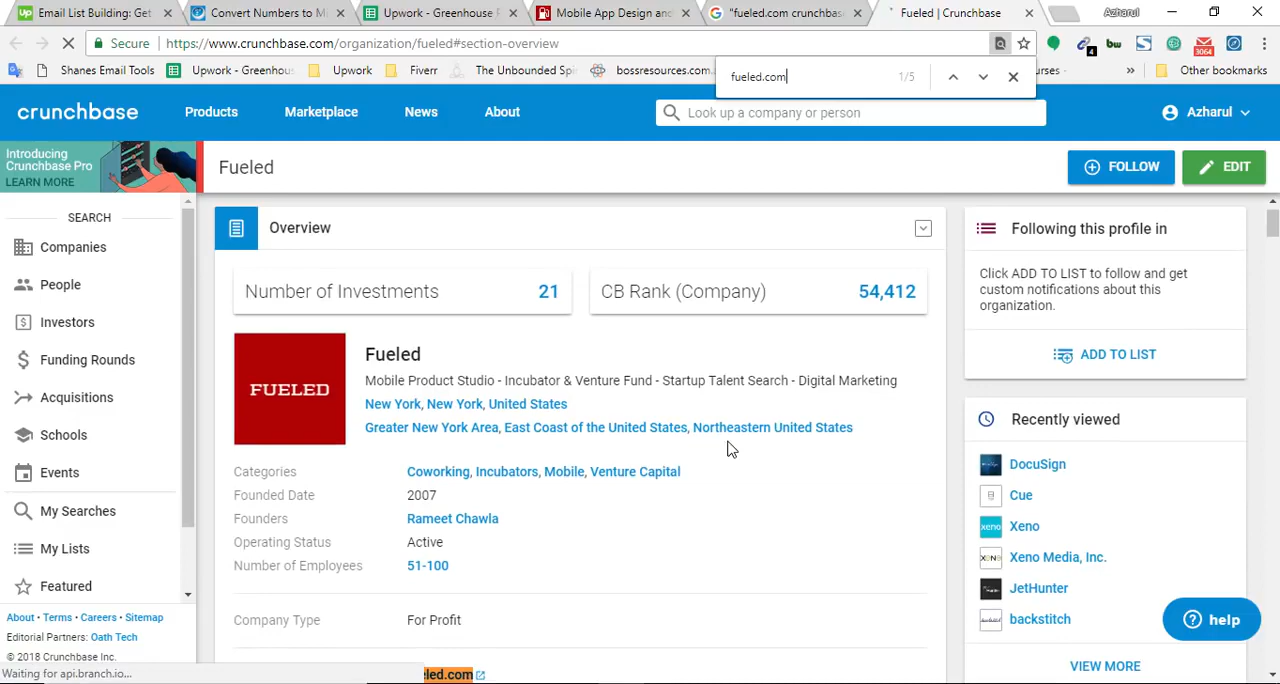 Email List Building: Get
Convert Numbers to Mi
Upwork - Greenhouse F
Mobile App Design and
"fueled.com crunchbas
Fueled | Crunchbase
Azharul
Secure
https://www.crunchbase.com/organization/fueled#section-overview
4
bw
3064
Shanes Email Tools
Upwork - Greenhous
Upwork
Fiverr
The Unbounded Spi
bossresources.com
urses
»
Other bookmarks
fueled.com
1/5
crunchbase
Products
Marketplace
News
About
Look up a company or person
Azharul
Introducing
Crunchbase Pro
LEARN MORE
Fueled
FOLLOW
EDIT
SEARCH
Companies
People
Investors
Funding Rounds
Acquisitions
Schools
Events
My Searches
My Lists
Featured
About • Terms • Careers • Sitemap
Editorial Partners: Oath Tech
© 2018 Crunchbase Inc.
Waiting for api.branch.io...
Overview
Number of Investments 21
CB Rank (Company) 54,412
FUELED
Fueled
Mobile Product Studio - Incubator & Venture Fund - Startup Talent Search - Digital Marketing
New York, New York, United States
Greater New York Area, East Coast of the United States, Northeastern United States
Categories Coworking, Incubators, Mobile, Venture Capital
Founded Date 2007
Founders Rameet Chawla
Operating Status Active
Number of Employees 51-100
Company Type For Profit
eled.com
Following this profile in
Click ADD TO LIST to follow and get
custom notifications about this
organization.
ADD TO LIST
Recently viewed
DocuSign
Cue
Xeno
Xeno Media, Inc.
JetHunter
backstitch
VIEW MORE
help